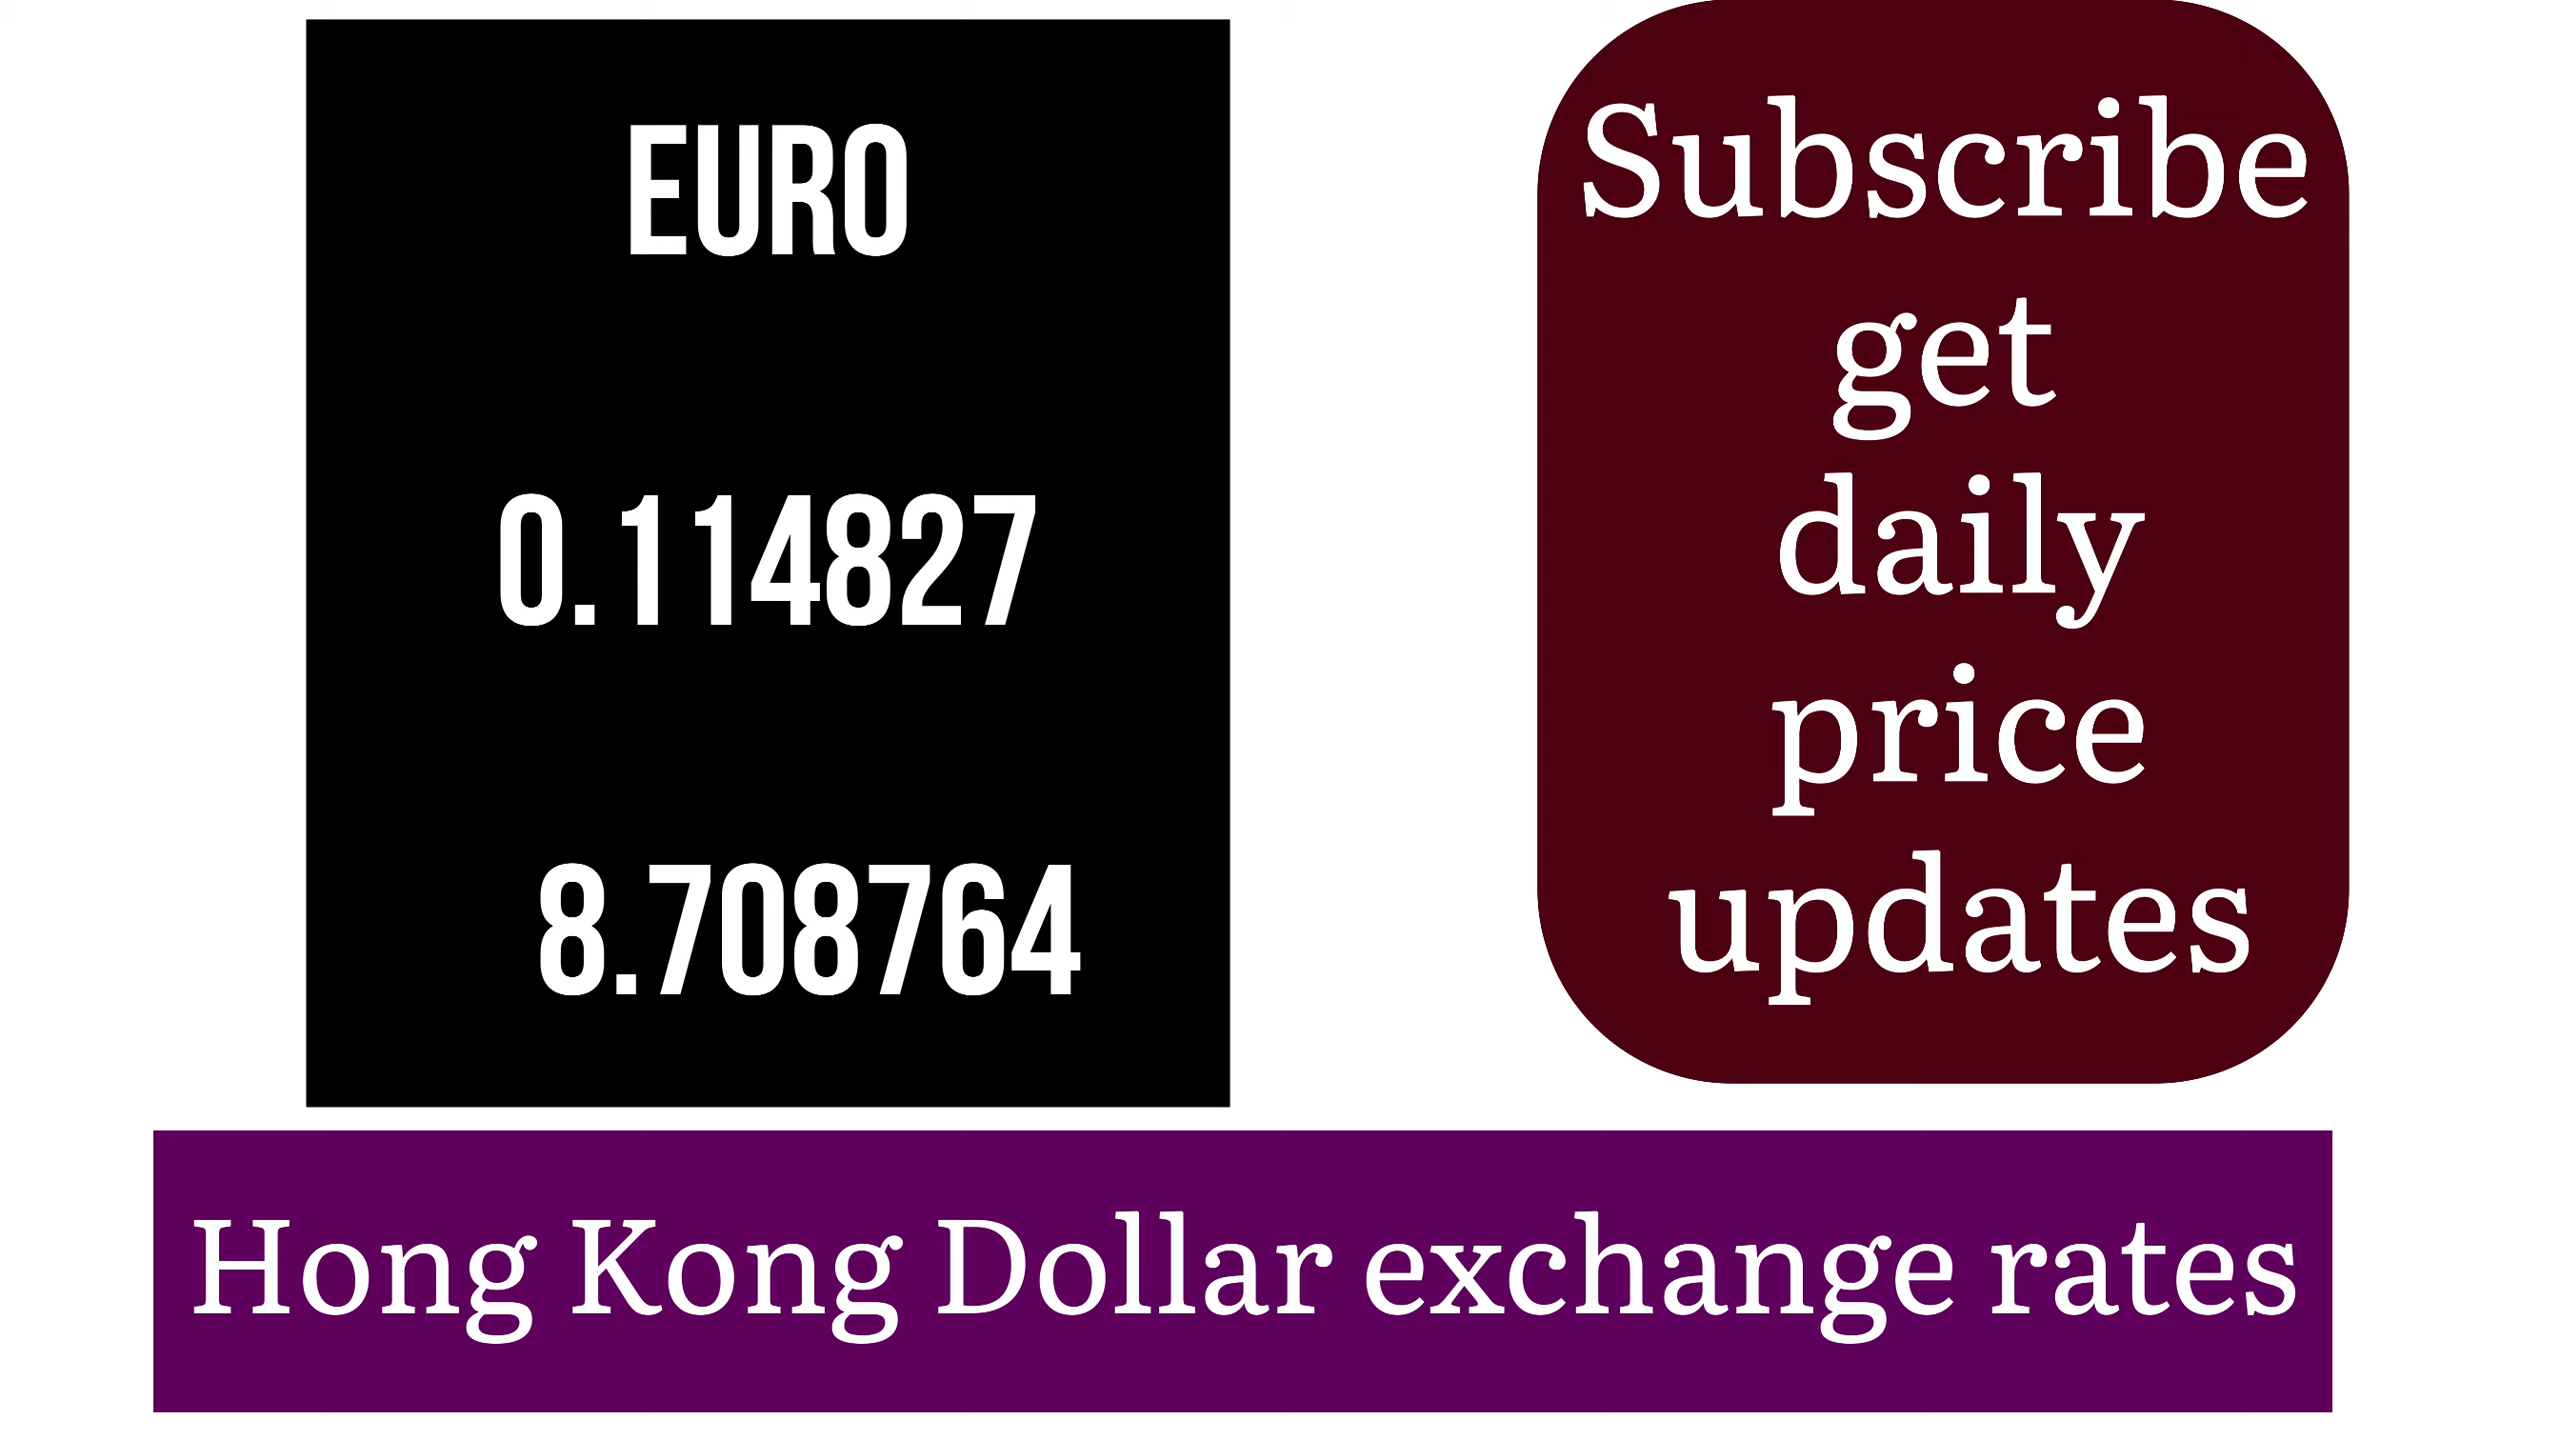 EURO
0.114827
8.708764
Subscribe
get
daily
price
updates
Hong Kong Dollar exchange rates